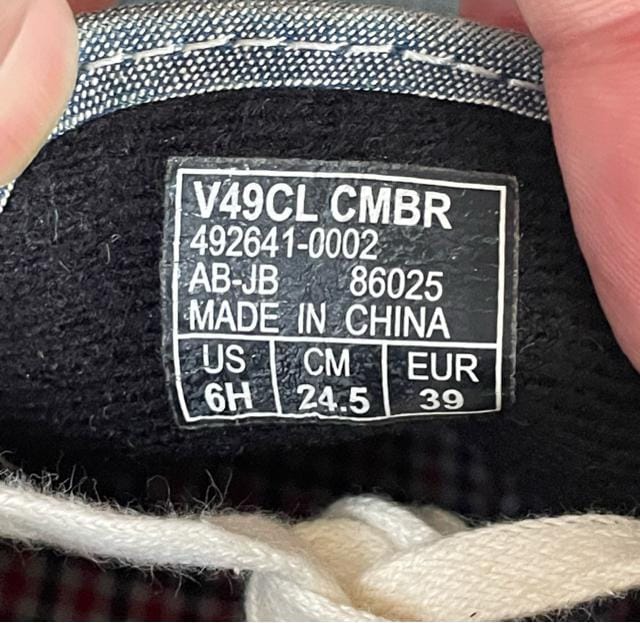 V49CL CMBR
492641-0002
AB-JB 86025
MADE IN CHINA
US CM EUR
6H 24.5 39